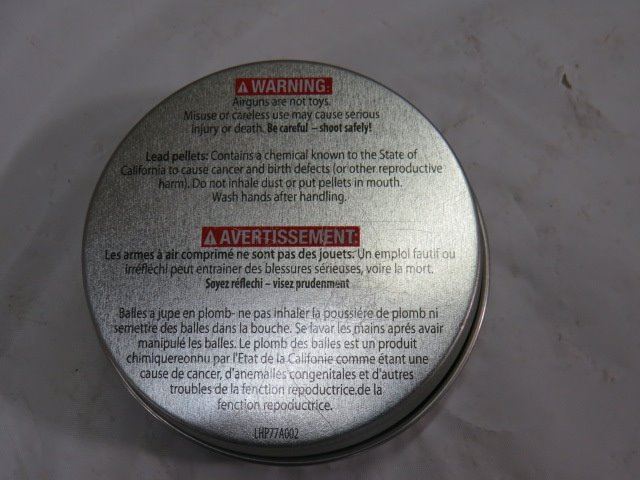 WARNING:
Airguns are not toys.
Misuse or careless use may cause serious
injury or death. Be careful – shoot safely!
Lead pellets: Contains a chemical known to the State of
California to cause cancer and birth defects (or other reproductive
harm). Do not inhale dust or put pellets in mouth.
Wash hands after handling.
AVERTISSEMENT:
Les armes à air comprimé ne sont pas des jouets. Un emploI fautif ou
irréfléchi peut entrainer des blessures sérieuses, voire la mort.
Soyez réflechi – visez prudenment
Balles a jupe en plomb- ne pas inhaler la poussière de plomb ni
semettre des balles dans la bouche. Se lavar les mains aprés avair
manipulé les balles. Le plomb des balles est un produit
chimiquereonnu par l'Etat de la Califonie comme étant une
cause de cancer, d'anemalles congenitales et d'autres
troubles de la fenction repoductrice.de la
fenction repoductrice.
LHP77A002